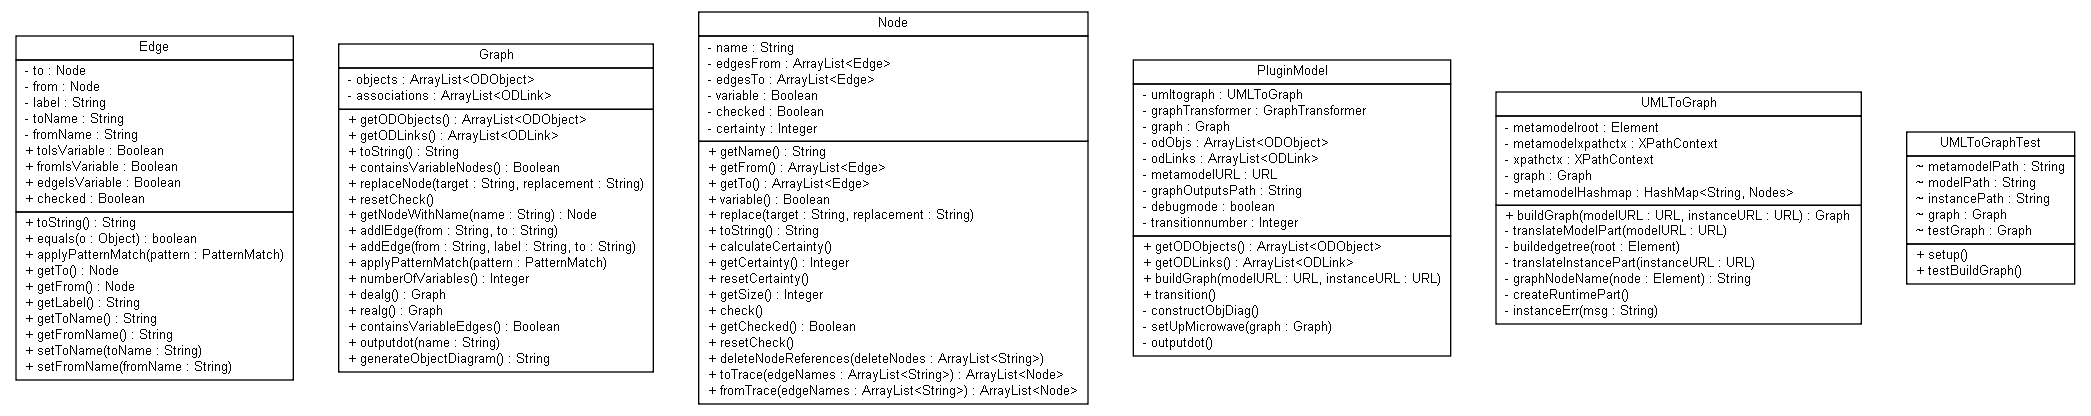 Edge
- to : Node
- from : Node
- label : String
- toName : String
- fromName : String
+ toIsVariable : Boolean
+ fromIsVariable : Boolean
+ edgeIsVariable : Boolean
+ checked : Boolean
+ toString() : String
+ equals(o : Object) : boolean
+ applyPatternMatch(pattern : PatternMatch)
+ getTo() : Node
+ getFrom() : Node
+ getLabel() : String
+ getToName() : String
+ getFromName() : String
+ setToName(toName : String)
+ setFromName(fromName : String)
Graph
- objects : ArrayList<ODObject>
- associations : ArrayList<ODLink>
+ getODObjects() : ArrayList<ODObject>
+ getODLinks() : ArrayList<ODLink>
+ toString() : String
+ containsVariableNodes() : Boolean
+ replaceNode(target : String, replacement : String)
+ resetCheck()
+ getNodeWithName(name : String) : Node
+ addIEdge(from : String, to : String)
+ addEdge(from : String, label : String, to : String)
+ applyPatternMatch(pattern : PatternMatch)
+ numberOfVariables() : Integer
+ dealg() : Graph
+ realg() : Graph
+ containsVariableEdges() : Boolean
+ outputdot(name : String)
+ generateObjectDiagram() : String
Node
- name : String
- edgesFrom : ArrayList<Edge>
- edgesTo : ArrayList<Edge>
- variable : Boolean
- checked : Boolean
- certainty : Integer
+ getName() : String
+ getFrom() : ArrayList<Edge>
+ getTo() : ArrayList<Edge>
+ variable() : Boolean
+ replace(target : String, replacement : String)
+ toString() : String
+ calculateCertainty()
+ getCertainty() : Integer
+ resetCertainty()
+ getSize() : Integer
+ check()
+ getChecked() : Boolean
+ resetCheck()
+ deleteNodeReferences(deleteNodes : ArrayList<String>)
+ toTrace(edgeNames : ArrayList<String>) : ArrayList<Node>
+ fromTrace(edgeNames : ArrayList<String>) : ArrayList<Node>
PluginModel
- umltograph : UMLToGraph
- graphTransformer : GraphTransformer
- graph : Graph
- odObjs : ArrayList<ODObject>
- odLinks : ArrayList<ODLink>
- metamodelURL : URL
- graphOutputsPath : String
- debugmode : boolean
- transitionnumber : Integer
+ getODObjects() : ArrayList<ODObject>
+ getODLinks() : ArrayList<ODLink>
+ buildGraph(modelURL : URL, instanceURL : URL)
+ transition()
- constructObjDiag()
- setUpMicrowave(graph : Graph)
- outputdot()
UMLToGraph
- metamodelroot : Element
- metamodelxpathctx : XPathContext
- xpathctx : XPathContext
- graph : Graph
- metamodelHashmap : HashMap<String, Nodes>
+ buildGraph(modelURL : URL, instanceURL : URL) : Graph
- translateModelPart(modelURL : URL)
- buildedgetree(root : Element)
- translateInstancePart(instanceURL : URL)
- graphNodeName(node : Element) : String
- createRuntimePart()
- instanceErr(msg : String)
UMLToGraphTest
~ metamodelPath : String
~ modelPath : String
~ instancePath : String
~ graph : Graph
~ testGraph : Graph
+ setup()
+ testBuildGraph()